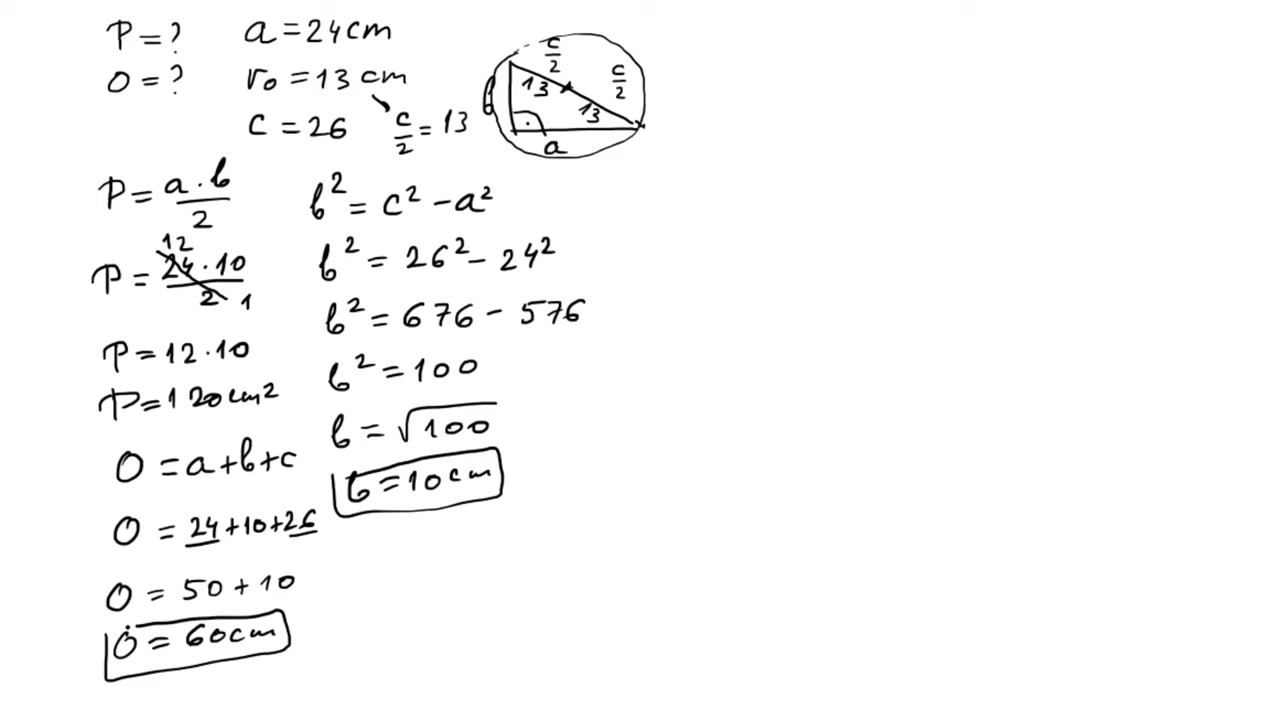 P = ? a = 24 cm
O = ? r₀ = 13 cm
c = 26 c/2 = 13
c/2
c/2
13
13
b
a
P = a · b / 2
P = 24 · 10 / 2
12
1
P = 12 · 10
P = 120 cm²
O = a + b + c
O = 24 + 10 + 26
O = 50 + 10
O = 60 cm
b² = c² - a²
b² = 26² - 24²
b² = 676 - 576
b² = 100
b = √100
b = 10 cm